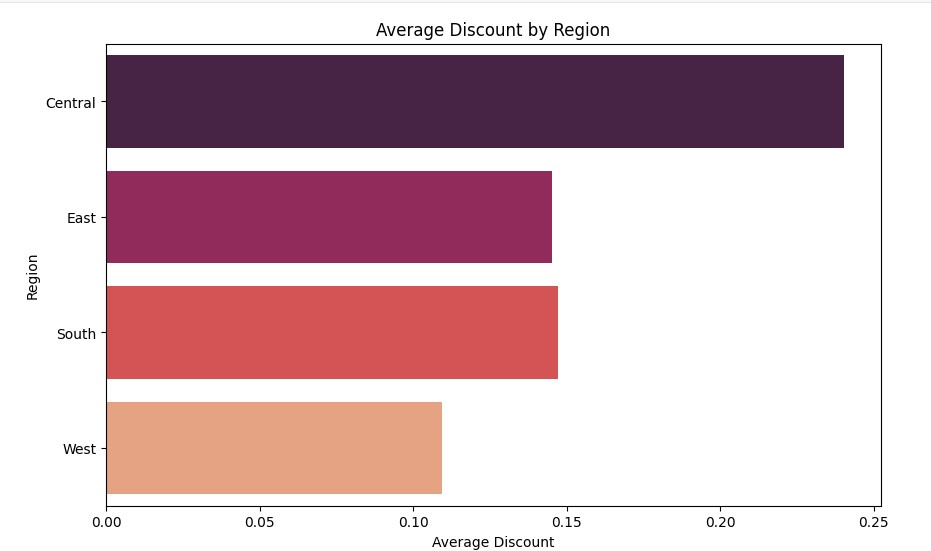 Average Discount by Region
Central
East
South
West
Region
0.00 0.05 0.10 0.15 0.20 0.25
Average Discount